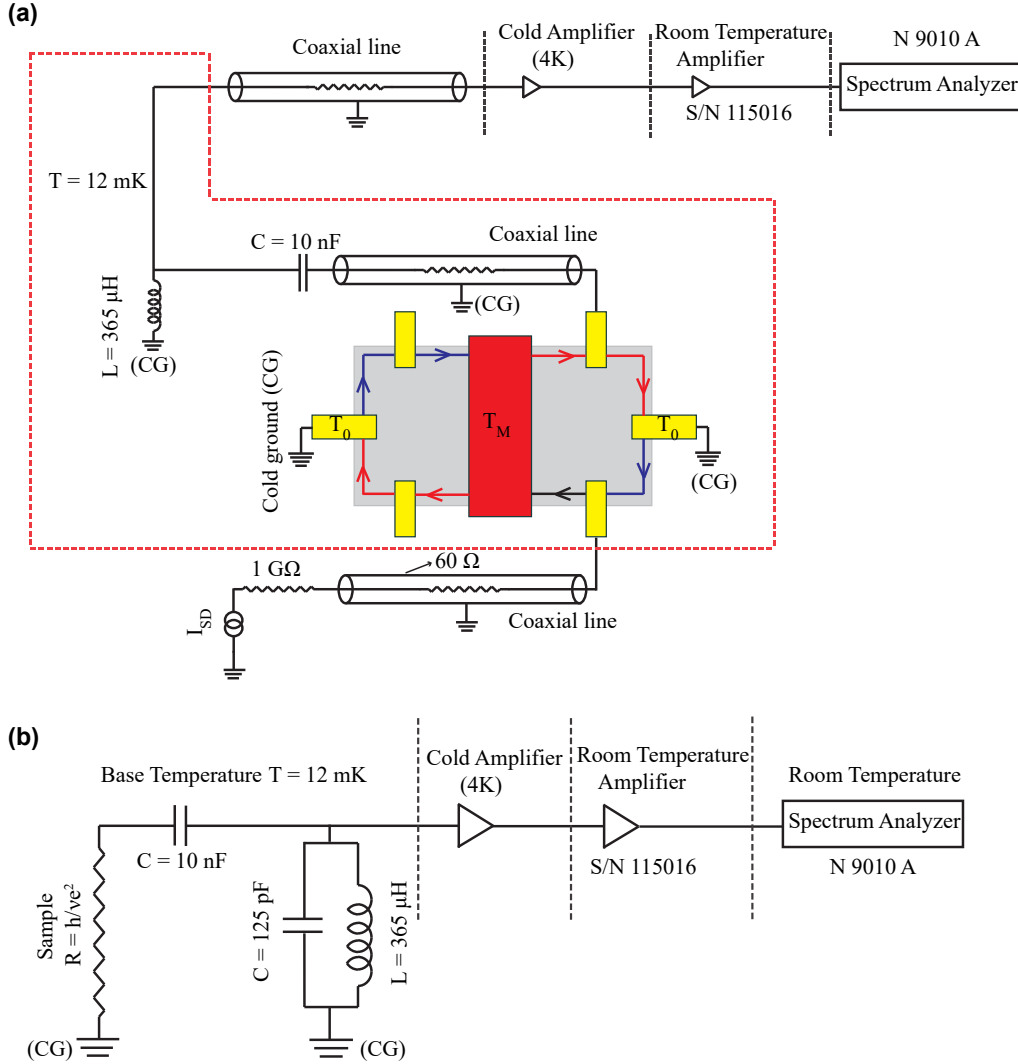 (a)
Coaxial line
Cold Amplifier
(4K)
Room Temperature
Amplifier
S/N 115016
N 9010 A
Spectrum Analyzer
T = 12 mK
C = 10 nF
Coaxial line
(CG)
L = 365 μH
(CG)
Cold ground (CG)
T0
TM
T0
(CG)
1 GΩ
60 Ω
Coaxial line
ISD
(b)
Base Temperature T = 12 mK
Cold Amplifier
(4K)
Room Temperature
Amplifier
S/N 115016
Room Temperature
Spectrum Analyzer
N 9010 A
C = 10 nF
Sample
R = h/νe²
C = 125 pF
L = 365 μH
(CG)
(CG)